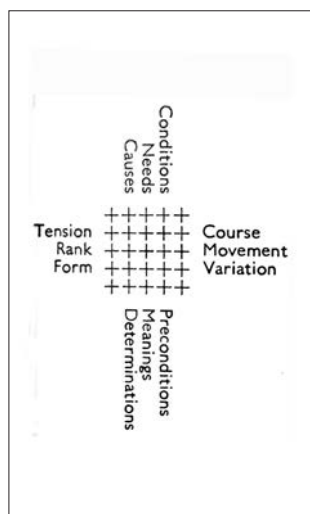 Conditions
Needs
Causes
+++++
Tension +++++ Course
Rank +++++ Movement
Form +++++ Variation
+++++
Preconditions
Meanings
Determinations